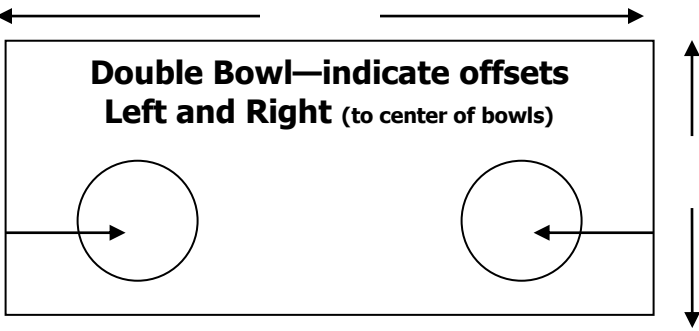 Double Bowl—indicate offsets
Left and Right (to center of bowls)